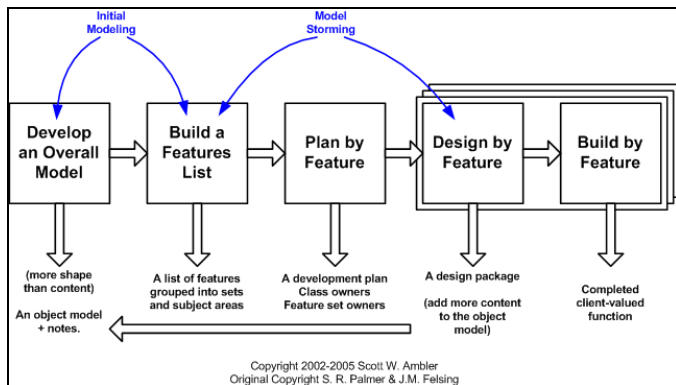 Initial
Modeling
Model
Storming
Develop
an Overall
Model
Build a
Features
List
Plan by
Feature
Design by
Feature
Build by
Feature
(more shape
than content)
An object model
+ notes.
A list of features
grouped into sets
and subject areas
A development plan
Class owners
Feature set owners
A design package
(add more content
to the object
model)
Completed
client-valued
function
Copyright 2002-2005 Scott W. Ambler
Original Copyright S. R. Palmer & J.M. Felsing